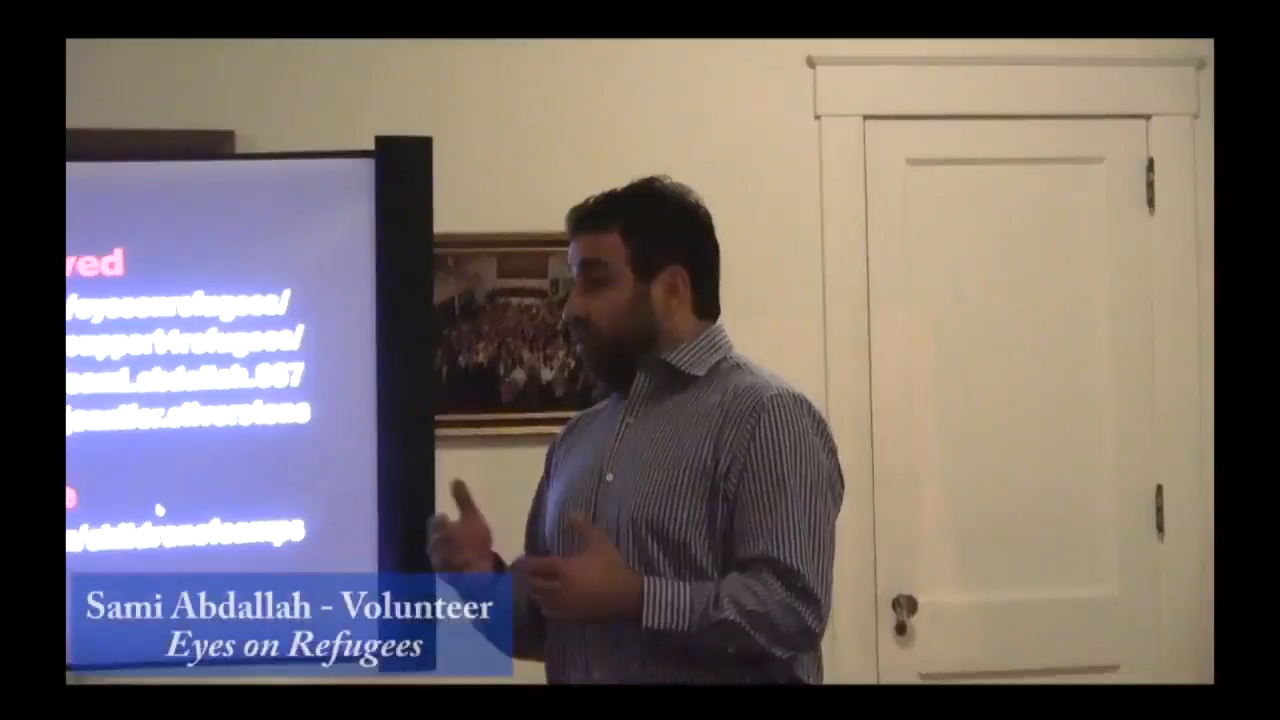 ved
/eyesonrefugees/
support4refugees/
sami.abdallah.967
/childrenofcamps
Sami Abdallah - Volunteer
Eyes on Refugees